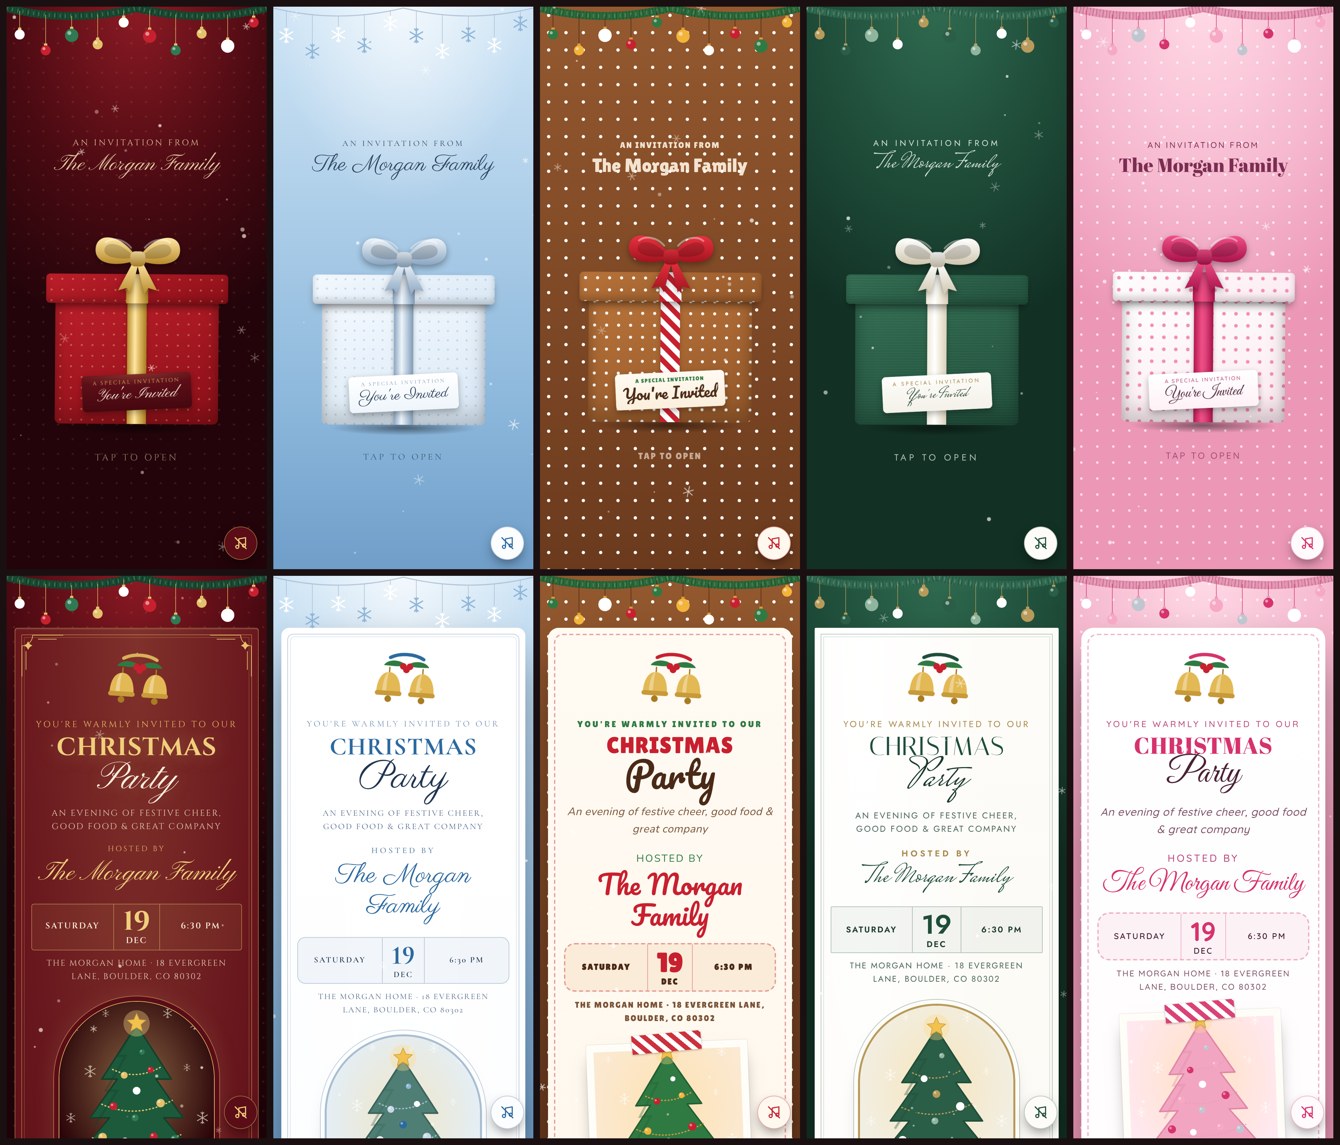 AN INVITATION FROM
The Morgan Family
A SPECIAL INVITATION
You're Invited
TAP TO OPEN
AN INVITATION FROM
The Morgan Family
A SPECIAL INVITATION
You're Invited
TAP TO OPEN
AN INVITATION FROM
The Morgan Family
A SPECIAL INVITATION
You're Invited
TAP TO OPEN
AN INVITATION FROM
The Morgan Family
A SPECIAL INVITATION
You're Invited
TAP TO OPEN
AN INVITATION FROM
The Morgan Family
A SPECIAL INVITATION
You're Invited
TAP TO OPEN
YOU'RE WARMLY INVITED TO OUR
CHRISTMAS
Party
AN EVENING OF FESTIVE CHEER,
GOOD FOOD & GREAT COMPANY
HOSTED BY
The Morgan Family
SATURDAY
19
DEC
6:30 PM
THE MORGAN HOME · 18 EVERGREEN
LANE, BOULDER, CO 80302
YOU'RE WARMLY INVITED TO OUR
CHRISTMAS
Party
AN EVENING OF FESTIVE CHEER,
GOOD FOOD & GREAT COMPANY
HOSTED BY
The Morgan
Family
SATURDAY
19
DEC
6:30 PM
THE MORGAN HOME · 18 EVERGREEN
LANE, BOULDER, CO 80302
YOU'RE WARMLY INVITED TO OUR
CHRISTMAS
Party
An evening of festive cheer, good food &
great company
HOSTED BY
The Morgan
Family
SATURDAY
19
DEC
6:30 PM
THE MORGAN HOME · 18 EVERGREEN LANE,
BOULDER, CO 80302
YOU'RE WARMLY INVITED TO OUR
CHRISTMAS
Party
AN EVENING OF FESTIVE CHEER,
GOOD FOOD & GREAT COMPANY
HOSTED BY
The Morgan Family
SATURDAY
19
DEC
6:30 PM
THE MORGAN HOME · 18 EVERGREEN
LANE, BOULDER, CO 80302
YOU'RE WARMLY INVITED TO OUR
CHRISTMAS
Party
An evening of festive cheer, good food
& great company
HOSTED BY
The Morgan Family
SATURDAY
19
DEC
6:30 PM
THE MORGAN HOME · 18 EVERGREEN
LANE, BOULDER, CO 80302